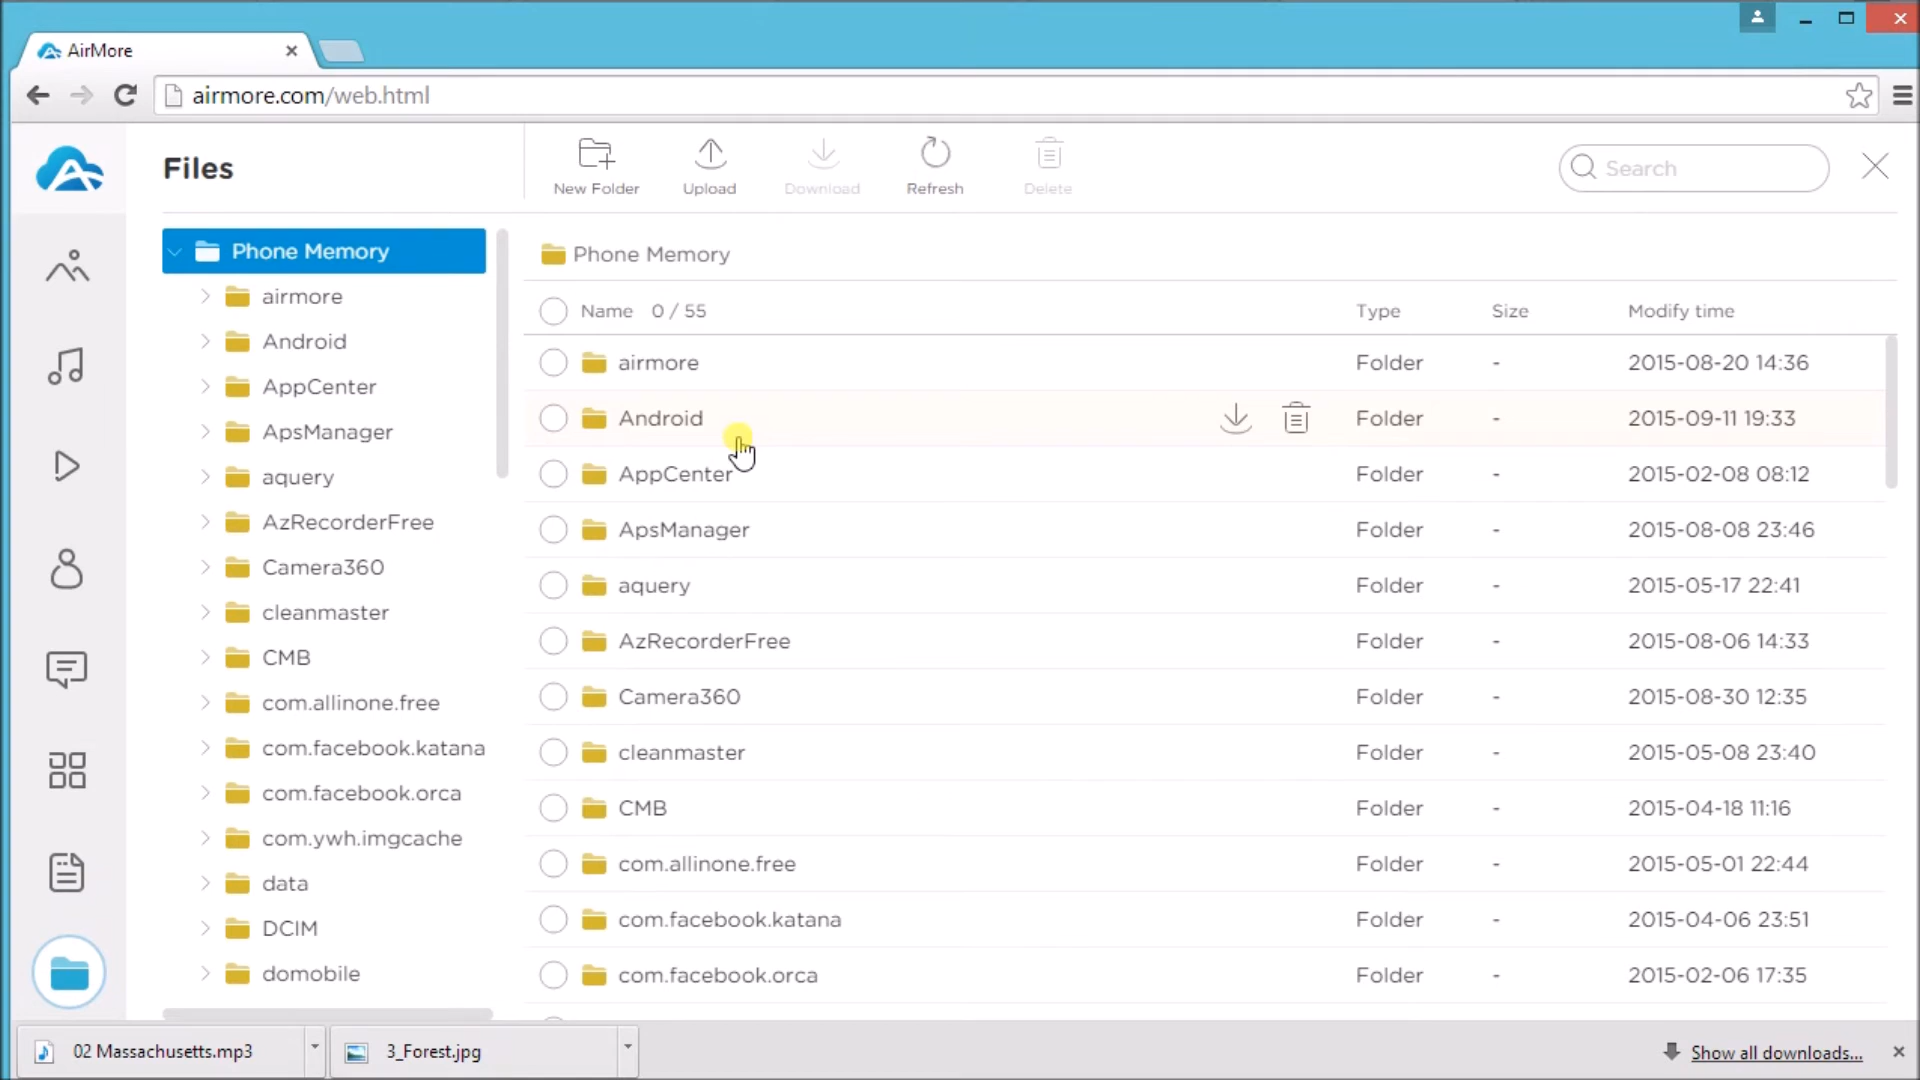 AirMore
airmore.com/web.html
Files
New Folder
Upload
Download
Refresh
Delete
Search
Phone Memory
airmore
Android
AppCenter
ApsManager
aquery
AzRecorderFree
Camera360
cleanmaster
CMB
com.allinone.free
com.facebook.katana
com.facebook.orca
com.ywh.imgcache
data
DCIM
domobile
Phone Memory
Name 0 / 55 Type Size Modify time
airmore Folder - 2015-08-20 14:36
Android Folder - 2015-09-11 19:33
AppCenter Folder - 2015-02-08 08:12
ApsManager Folder - 2015-08-08 23:46
aquery Folder - 2015-05-17 22:41
AzRecorderFree Folder - 2015-08-06 14:33
Camera360 Folder - 2015-08-30 12:35
cleanmaster Folder - 2015-05-08 23:40
CMB Folder - 2015-04-18 11:16
com.allinone.free Folder - 2015-05-01 22:44
com.facebook.katana Folder - 2015-04-06 23:51
com.facebook.orca Folder - 2015-02-06 17:35
02 Massachusetts.mp3
3_Forest.jpg
Show all downloads...